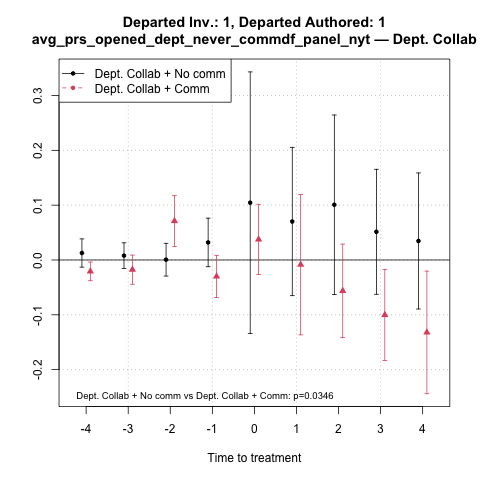 Departed Inv.: 1, Departed Authored: 1
avg_prs_opened_dept_never_commdf_panel_nyt — Dept. Collab
Dept. Collab + No comm
Dept. Collab + Comm
0.3
0.2
0.1
0.0
-0.1
-0.2
Dept. Collab + No comm vs Dept. Collab + Comm: p=0.0346
-4 -3 -2 -1 0 1 2 3 4
Time to treatment